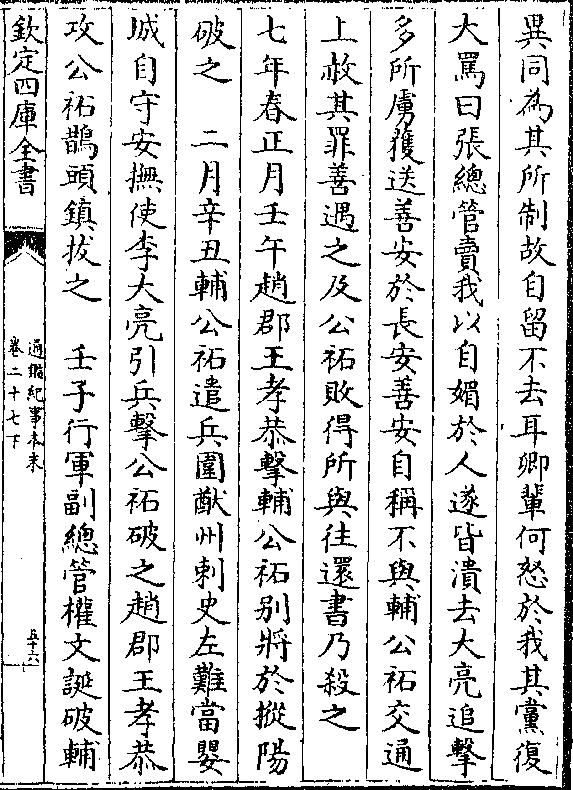 異同為其所制故自留不去耳卿軰何怒於我其黨復
大罵曰張總管賣我以自媚於人遂皆潰去大亮追擊
多所虜獲送善安於長安善安自稱不與輔公祏交通
上赦其罪善遇之及公祏敗得所與往還書乃殺之
七年春正月壬午趙郡王孝恭擊輔公祏别將於摐陽
破之　二月辛丑輔公祏遣兵圍猷州刺史左難當嬰
城自守安撫使李大亮引兵擊公祏破之趙郡王孝恭
攻公祏鵲頭鎮拔之　壬子行軍副總管權文誕破輔
欽定四庫全書
通鑑紀事本末
卷二十七下
五十六